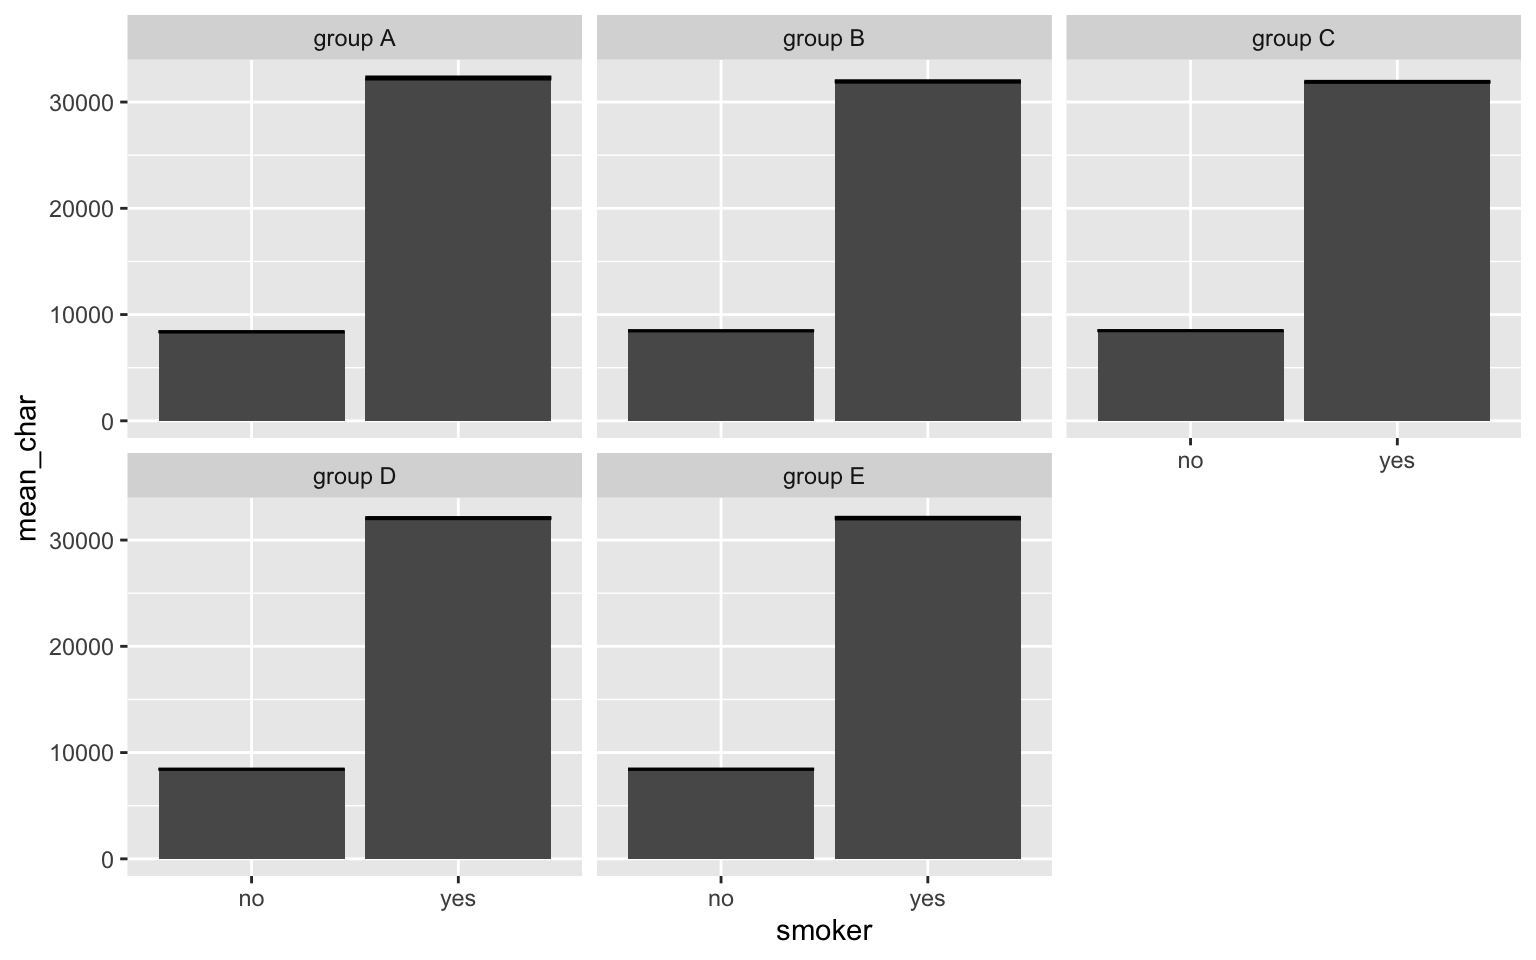 group A
group B
group C
30000
20000
10000
0
no
yes
mean_char
group D
group E
30000
20000
10000
0
no
yes
no
yes
smoker